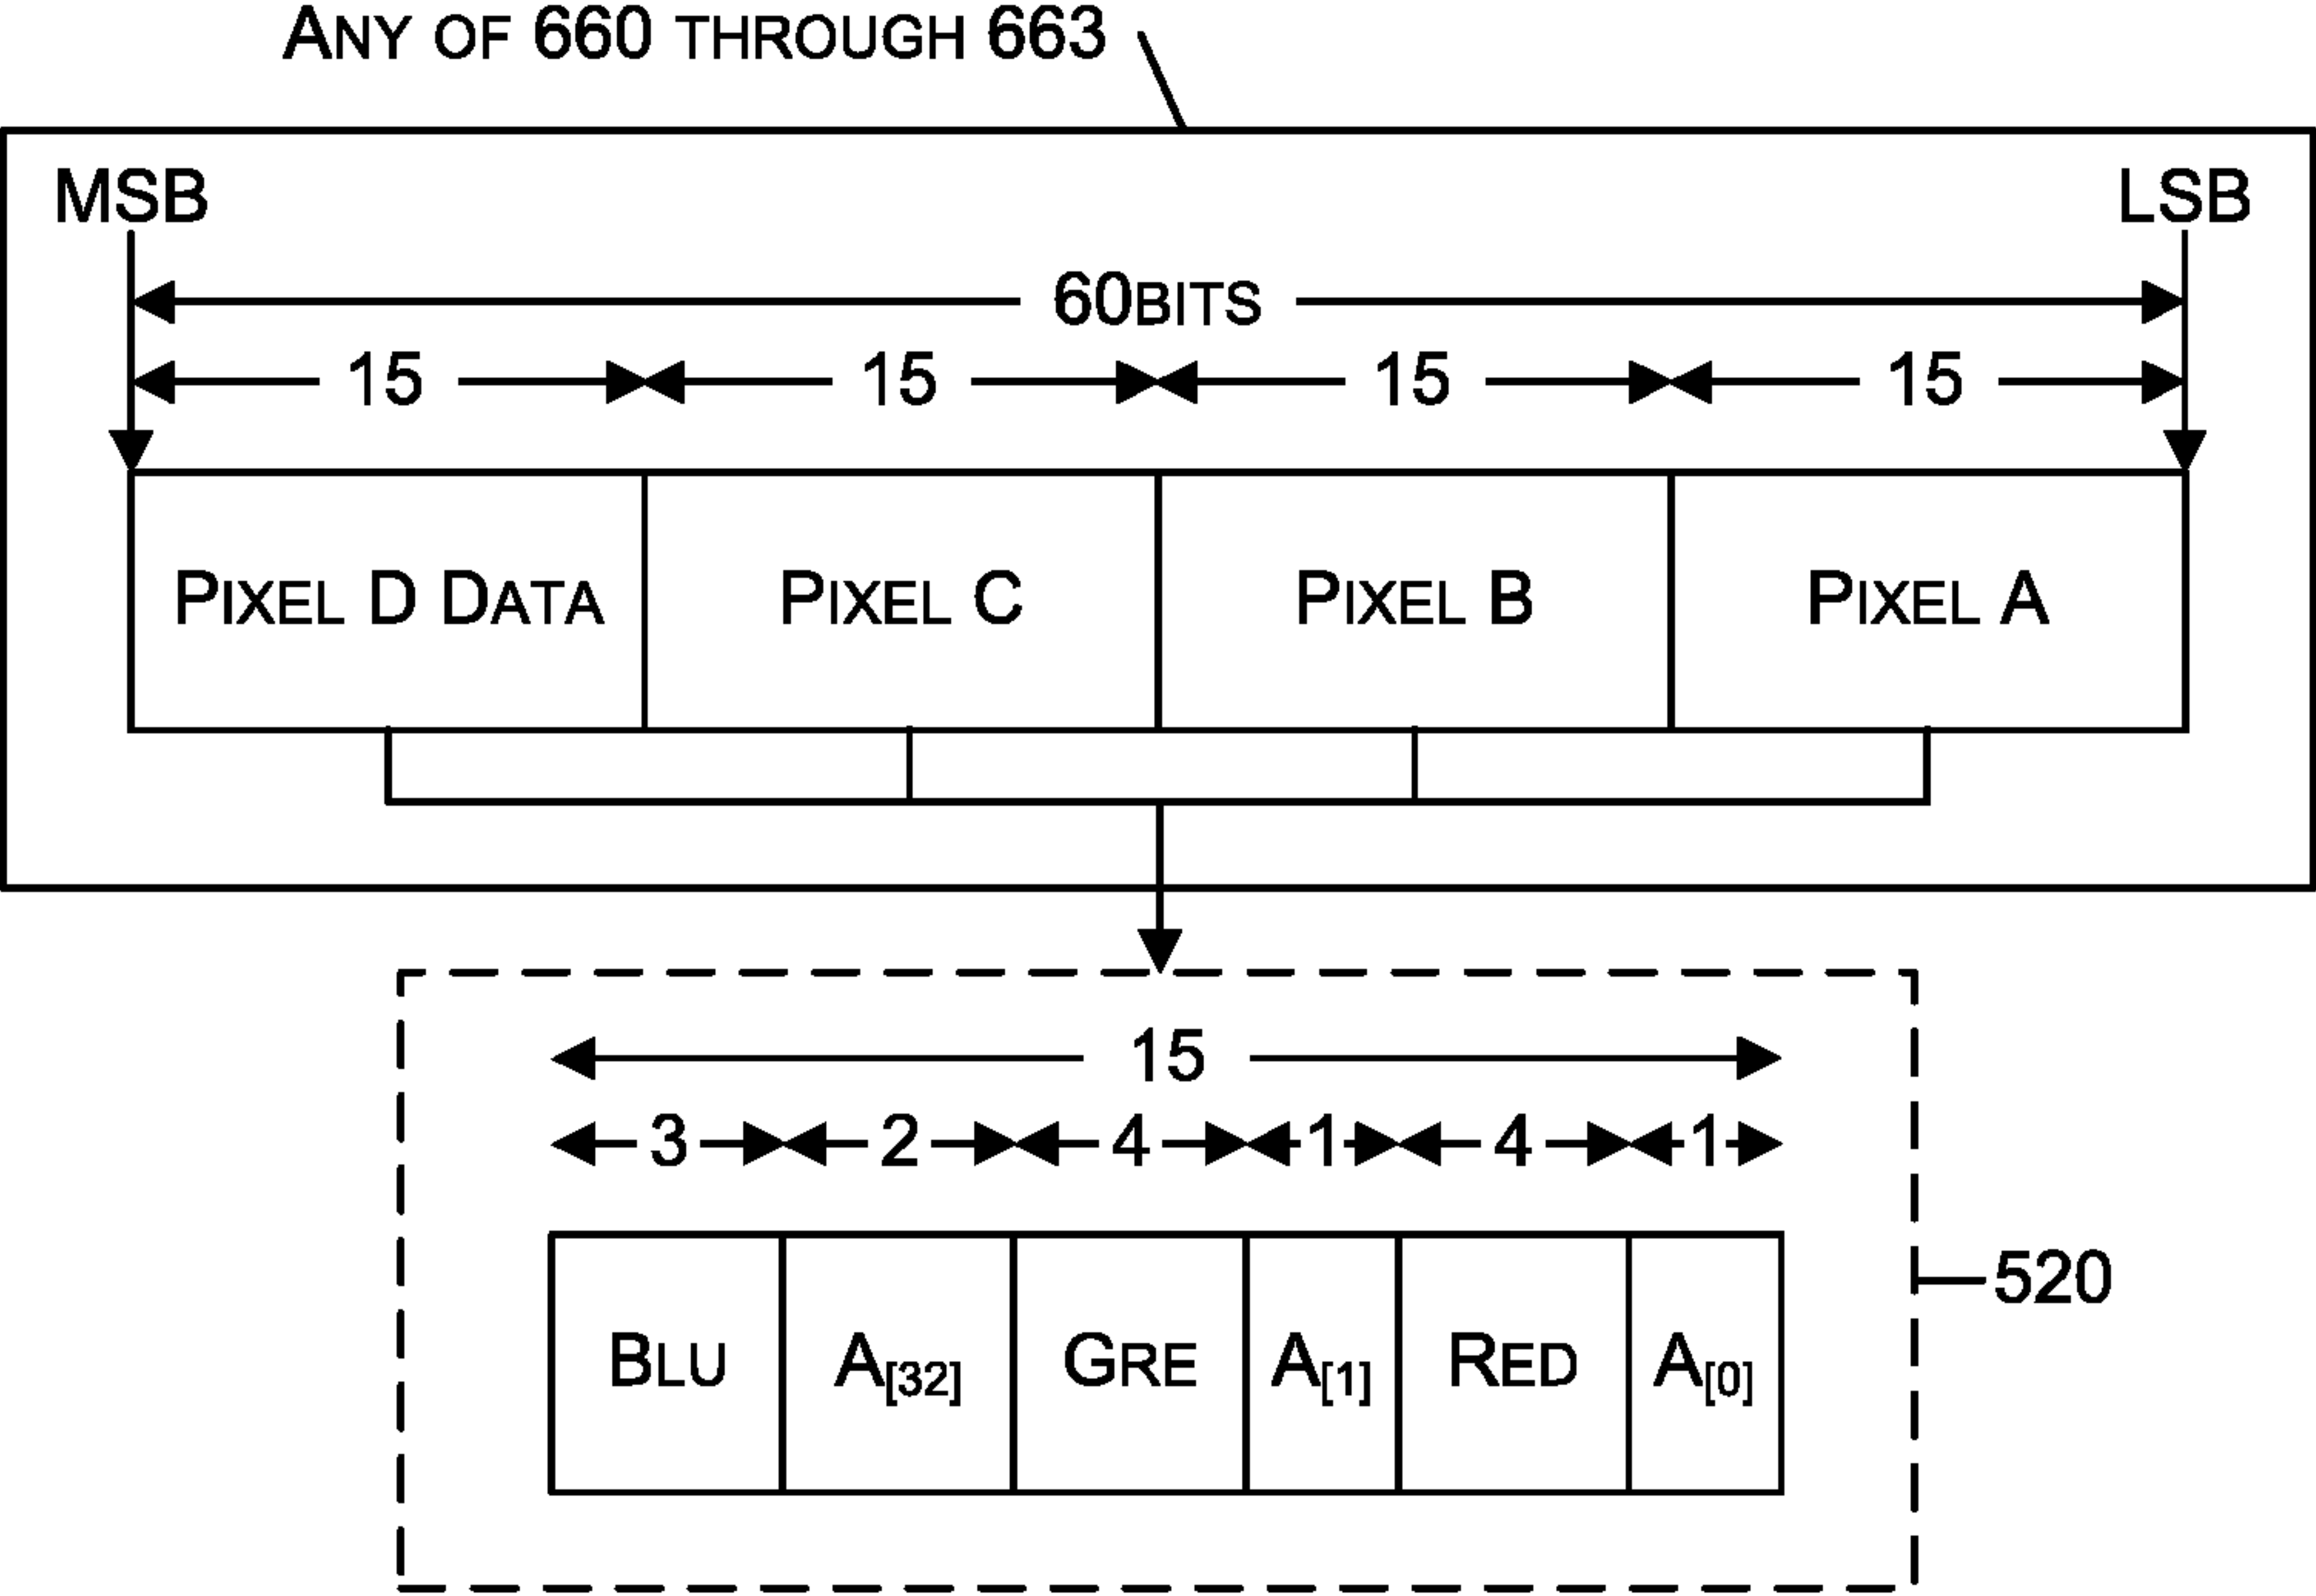 ANY OF 660 THROUGH 663
MSB LSB
60BITS
15 15 15 15
PIXEL D DATA PIXEL C PIXEL B PIXEL A
15
3 2 4 1 4 1
520
BLU A[32] GRE A[1] RED A[0]